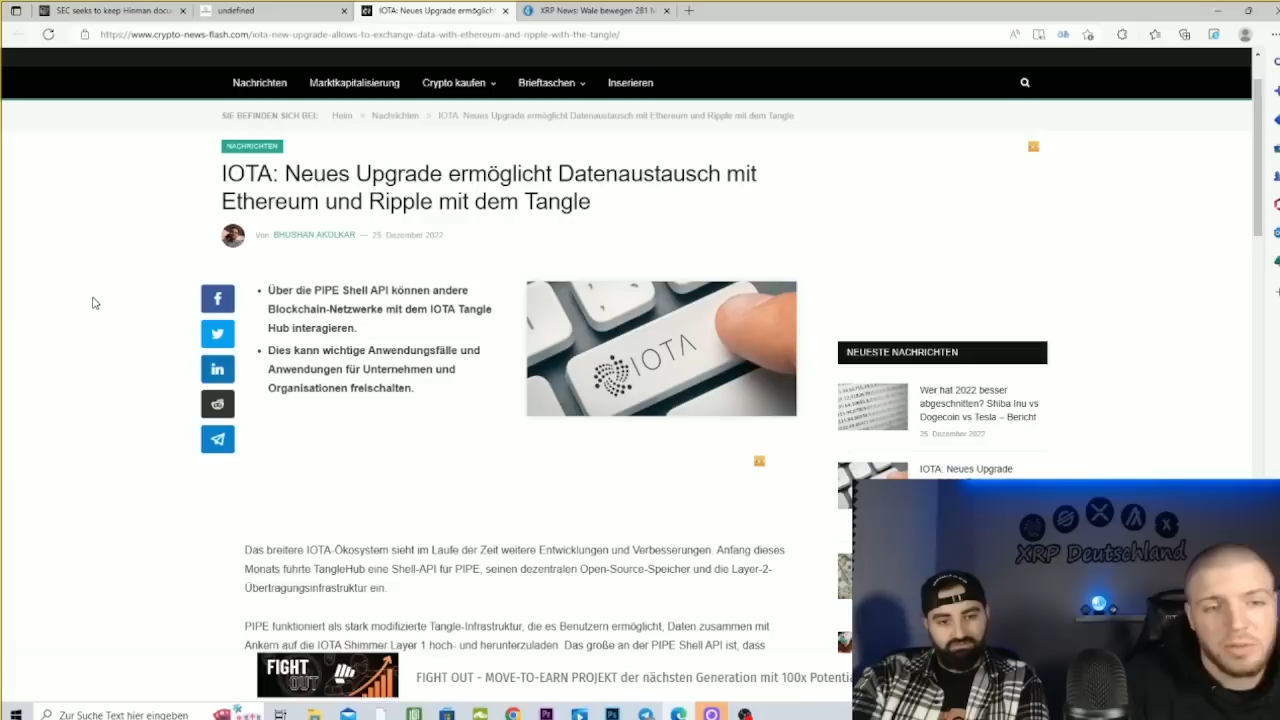 SEC seeks to keep Hinman docu
undefined
IOTA: Neues Upgrade ermöglicht
XRP News: Wale bewegen 281 M
https://www.crypto-news-flash.com/iota-new-upgrade-allows-to-exchange-data-with-ethereum-and-ripple-with-the-tangle/
Nachrichten Marktkapitalisierung Crypto kaufen Brieftaschen Inserieren
SIE BEFINDEN SICH BEI: Heim » Nachrichten » IOTA: Neues Upgrade ermöglicht Datenaustausch mit Ethereum und Ripple mit dem Tangle
NACHRICHTEN
IOTA: Neues Upgrade ermöglicht Datenaustausch mit
Ethereum und Ripple mit dem Tangle
Von BHUSHAN AKOLKAR — 25. Dezember 2022
• Über die PIPE Shell API können andere
Blockchain-Netzwerke mit dem IOTA Tangle
Hub interagieren.
• Dies kann wichtige Anwendungsfälle und
Anwendungen für Unternehmen und
Organisationen freischalten.
IOTA
NEUESTE NACHRICHTEN
Wer hat 2022 besser
abgeschnitten? Shiba Inu vs
Dogecoin vs Tesla – Bericht
25. Dezember 2022
IOTA: Neues Upgrade
Das breitere IOTA-Ökosystem sieht im Laufe der Zeit weitere Entwicklungen und Verbesserungen. Anfang dieses
Monats führte TangleHub eine Shell-API für PIPE, seinen dezentralen Open-Source-Speicher und die Layer-2-
Übertragungsinfrastruktur ein.
PIPE funktioniert als stark modifizierte Tangle-Infrastruktur, die es Benutzern ermöglicht, Daten zusammen mit
Ankern auf die IOTA Shimmer Layer 1 hoch- und herunterzuladen. Das große an der PIPE Shell API ist, dass
XRP Deutschland
FIGHT
OUT
FIGHT OUT - MOVE-TO-EARN PROJEKT der nächsten Generation mit 100x Potentia
Zur Suche Text hier eingeben